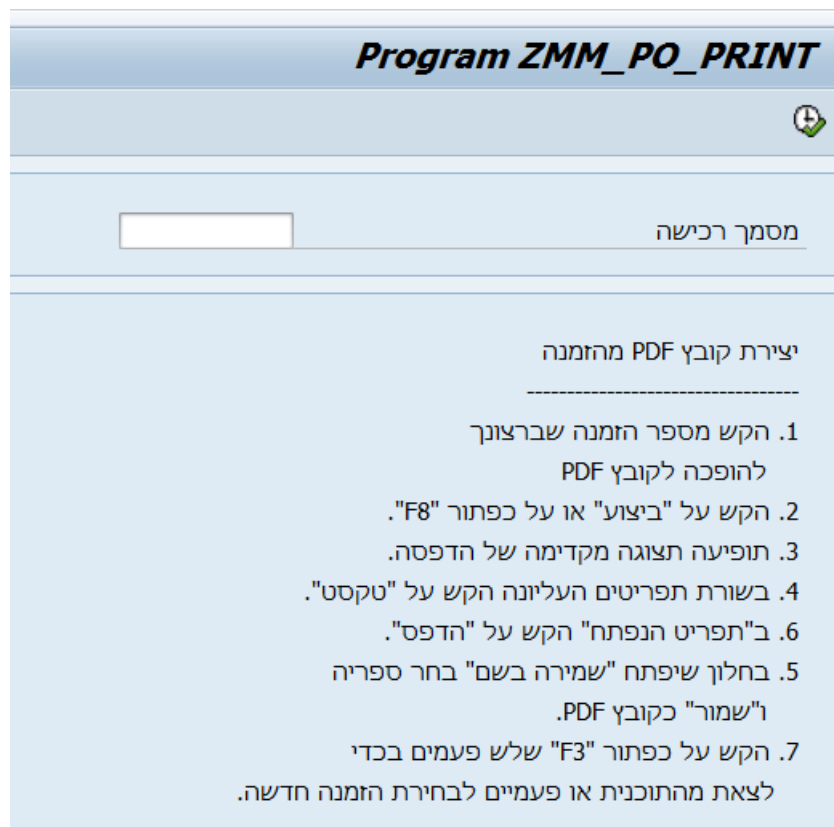 Program ZMM_PO_PRINT
מסמך רכישה
יצירת קובץ PDF מהזמנה
----------------------------------
1. הקש מספר הזמנה שברצונך
להופכה לקובץ PDF
2. הקש על "ביצוע" או על כפתור "F8".
3. תופיעה תצוגה מקדימה של הדפסה.
4. בשורת תפריטים העליונה הקש על "טקסט".
6. ב"תפריט הנפתח" הקש על "הדפס".
5. בחלון שיפתח "שמירה בשם" בחר ספריה
ו"שמור" כקובץ PDF.
7. הקש על כפתור "F3" שלש פעמים בכדי
לצאת מהתוכנית או פעמיים לבחירת הזמנה חדשה.